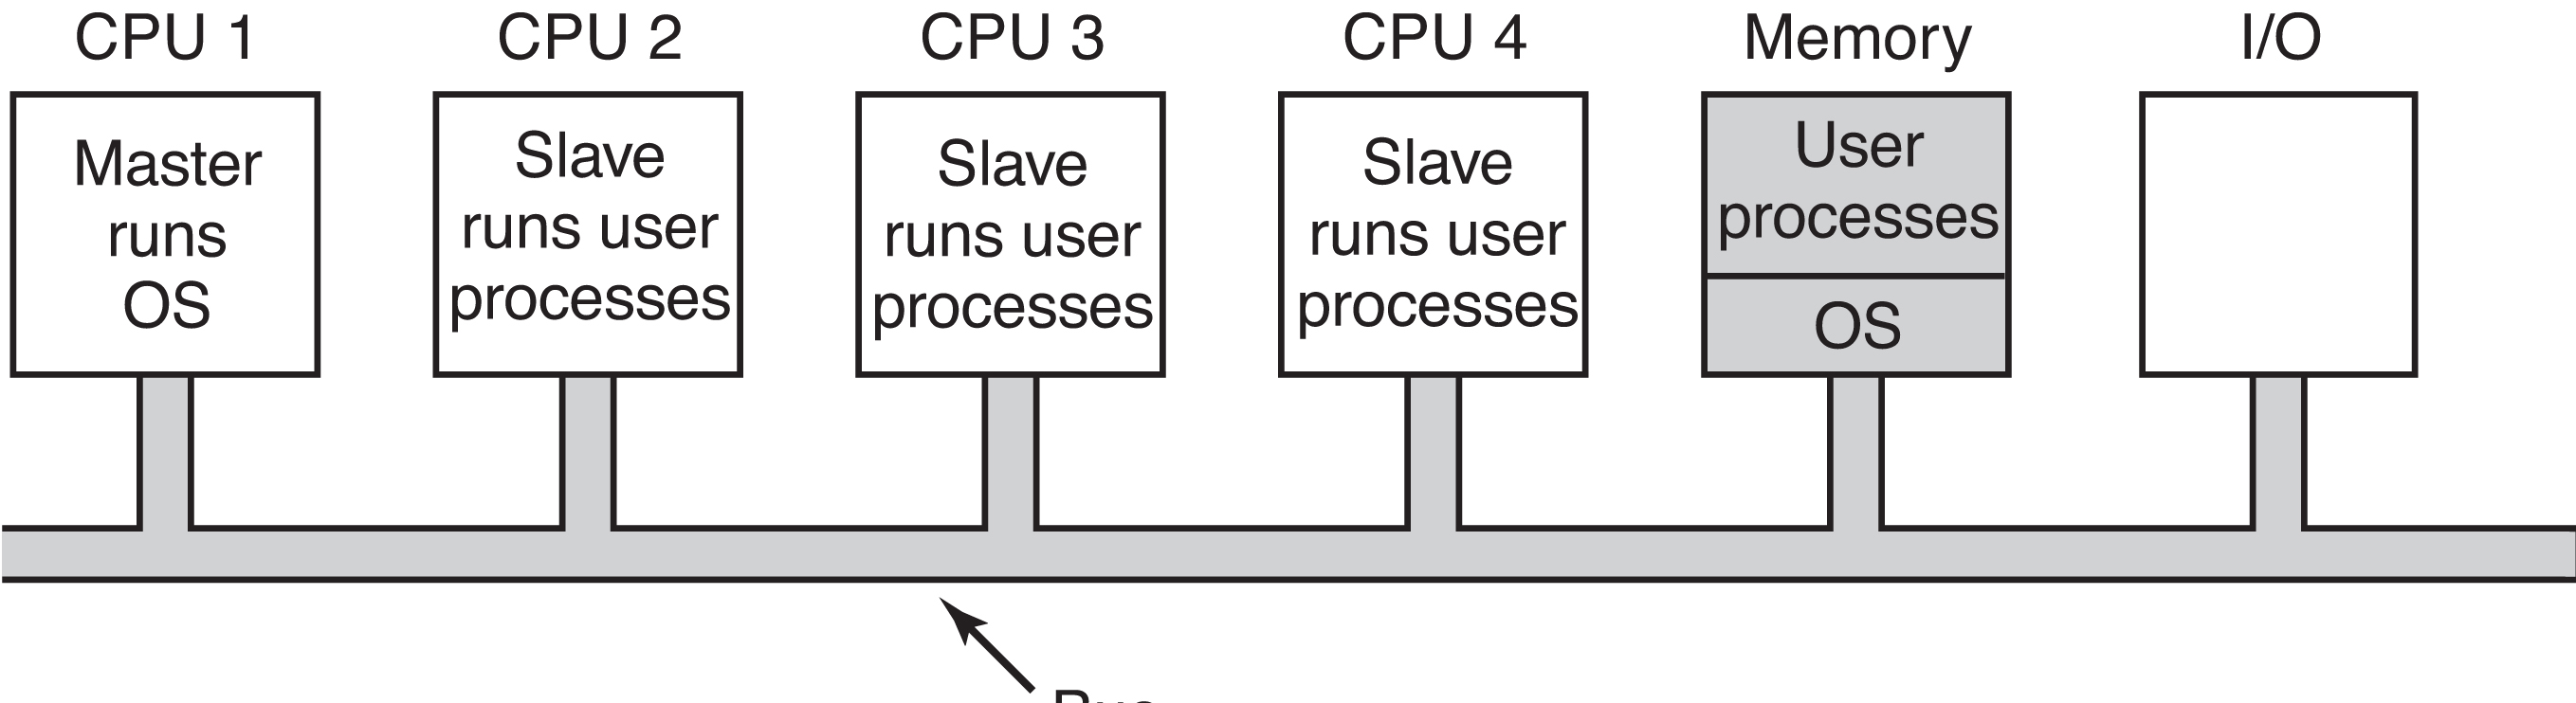 CPU 1
CPU 2
CPU 3
CPU 4
Memory
I/O
Master
runs
OS
Slave
runs user
processes
Slave
runs user
processes
Slave
runs user
processes
User
processes
OS